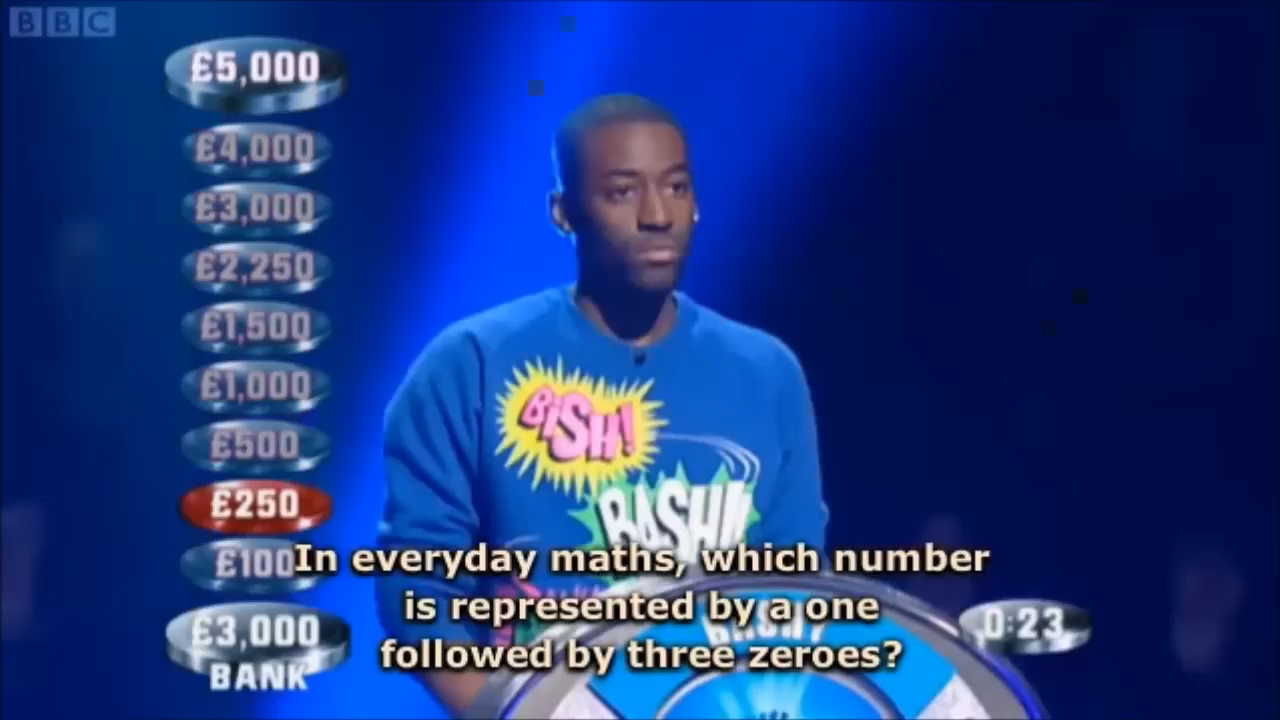 BBC
£5,000
£4,000
£3,000
£2,250
£1,500
£1,000
£500
£250
£100
£3,000
BANK
BISH!
BASH!
In everyday maths, which number
is represented by a one
followed by three zeroes?
0:23